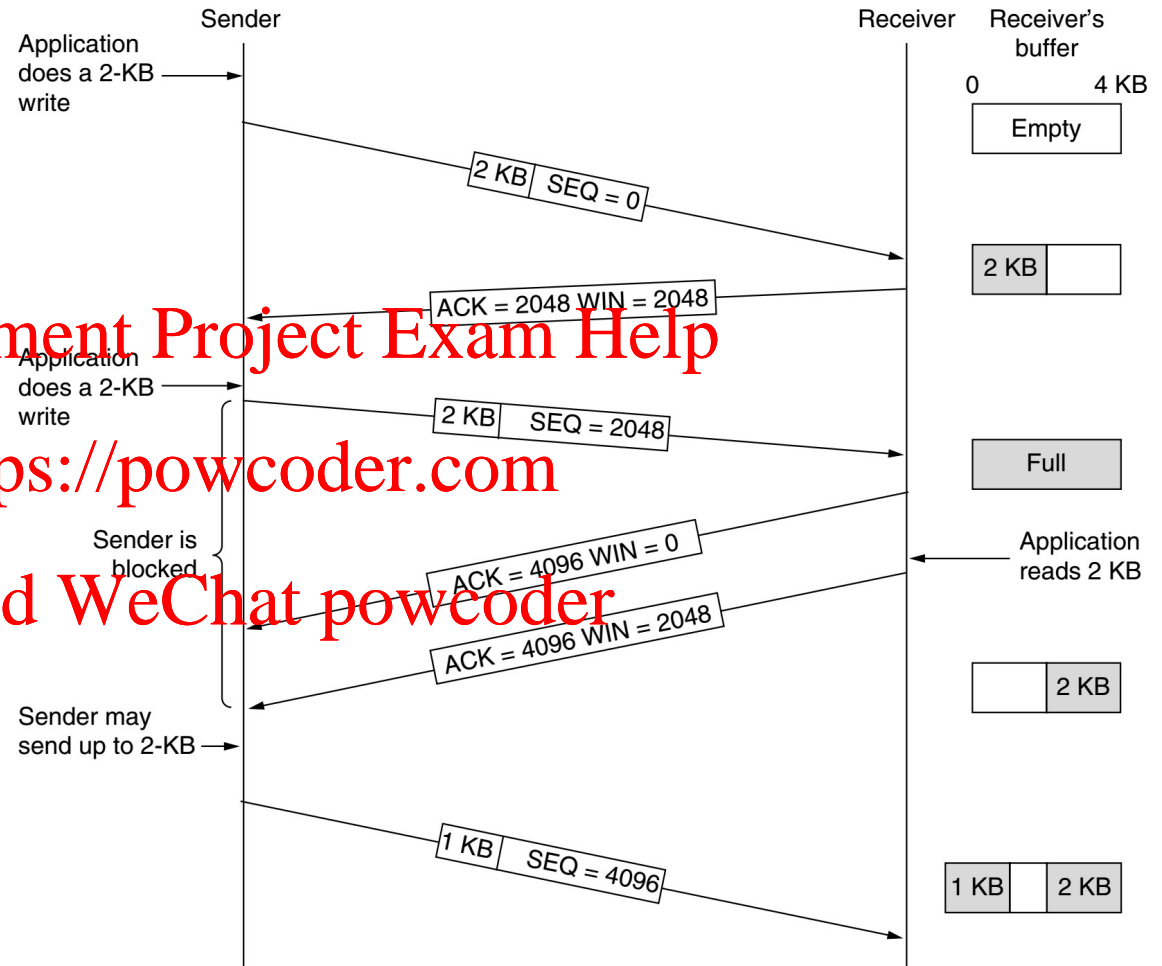 Sender
Receiver
Receiver's
buffer
Application
does a 2-KB
write
0
4 KB
Empty
2 KB SEQ = 0
2 KB
ACK = 2048 WIN = 2048
ment Project Exam Help
Application
does a 2-KB
write
2 KB SEQ = 2048
ps://powcoder.com
Full
Sender is
blocked
ACK = 4096 WIN = 0
Application
reads 2 KB
d WeChat powcoder
ACK = 4096 WIN = 2048
2 KB
Sender may
send up to 2-KB
1 KB SEQ = 4096
1 KB
2 KB